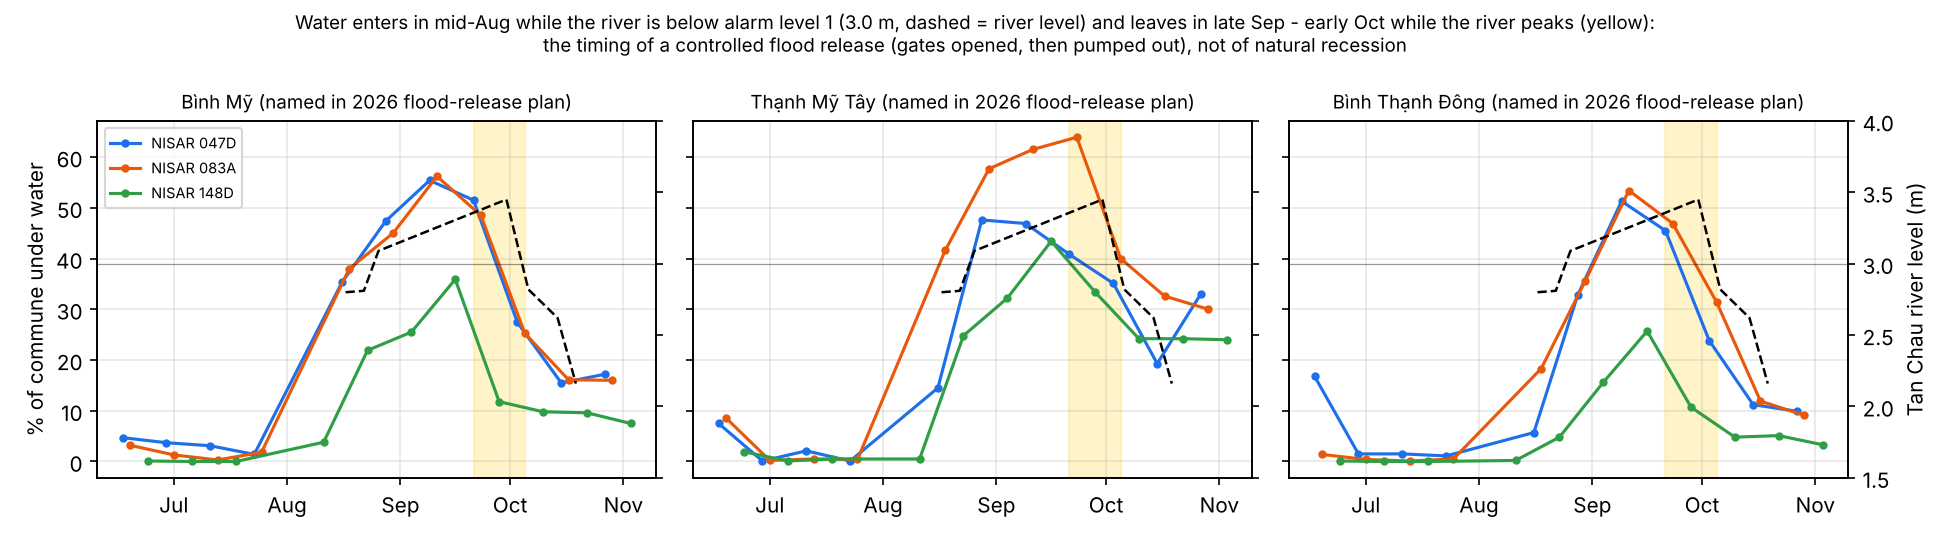 Water enters in mid-Aug while the river is below alarm level 1 (3.0 m, dashed = river level) and leaves in late Sep - early Oct while the river peaks (yellow):
the timing of a controlled flood release (gates opened, then pumped out), not of natural recession
Bình Mỹ (named in 2026 flood-release plan)
Thạnh Mỹ Tây (named in 2026 flood-release plan)
Bình Thạnh Đông (named in 2026 flood-release plan)
% of commune under water
60
50
40
30
20
10
0
NISAR 047D
NISAR 083A
NISAR 148D
Jul
Aug
Sep
Oct
Nov
Jul
Aug
Sep
Oct
Nov
Jul
Aug
Sep
Oct
Nov
4.0
3.5
3.0
2.5
2.0
1.5
Tan Chau river level (m)